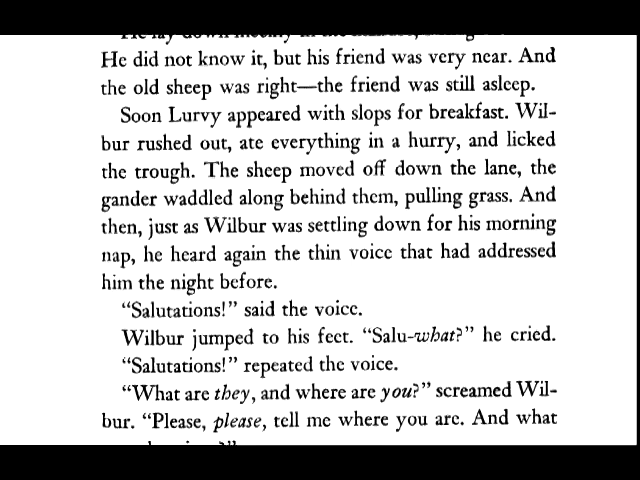 He did not know it, but his friend was very near. And
the old sheep was right—the friend was still asleep.
Soon Lurvy appeared with slops for breakfast. Wil-
bur rushed out, ate everything in a hurry, and licked
the trough. The sheep moved off down the lane, the
gander waddled along behind them, pulling grass. And
then, just as Wilbur was settling down for his morning
nap, he heard again the thin voice that had addressed
him the night before.
“Salutations!” said the voice.
Wilbur jumped to his feet. “Salu-what?” he cried.
“Salutations!” repeated the voice.
“What are they, and where are you?” screamed Wil-
bur. “Please, please, tell me where you are. And what